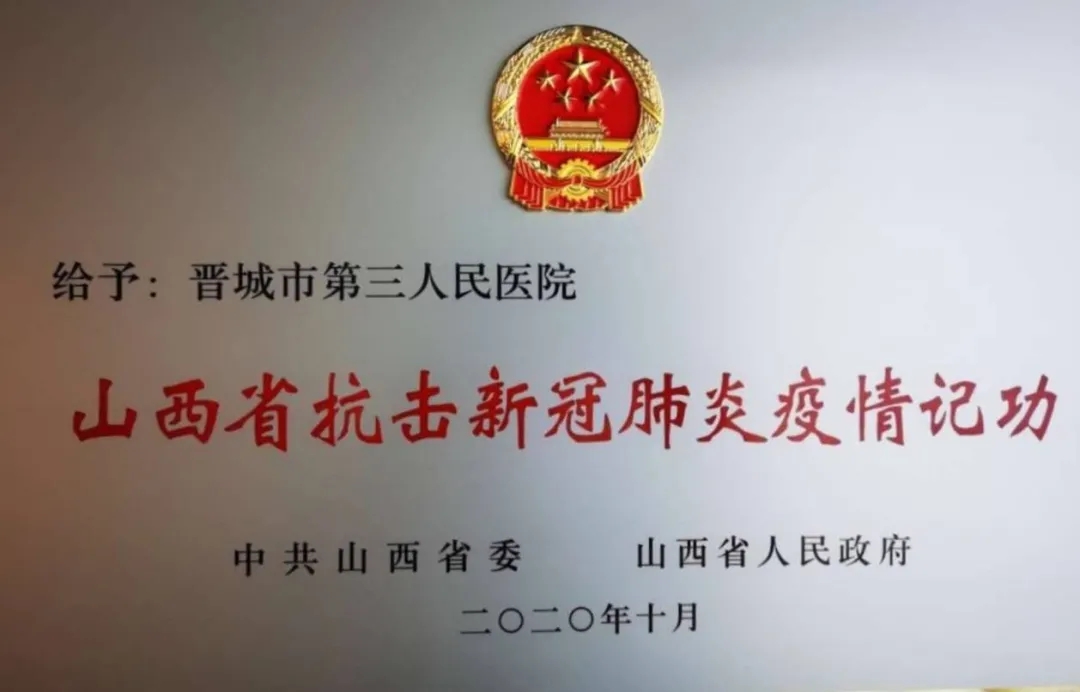 给予：晋城市第三人民医院
山西省抗击新冠肺炎疫情记功
中共山西省委 山西省人民政府
二〇二〇年十月